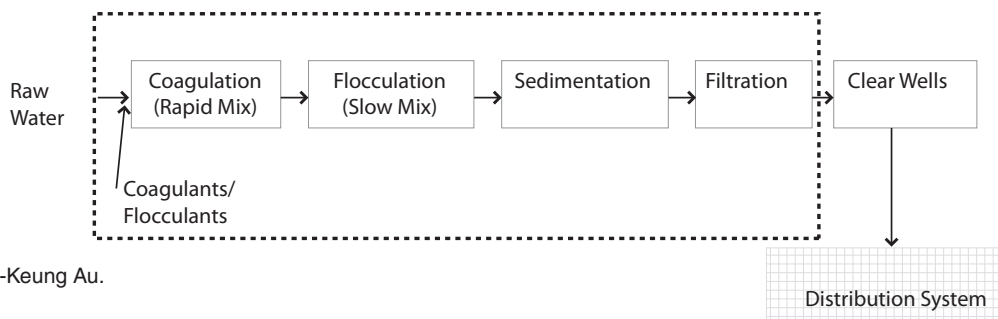 Raw
Water
Coagulation
(Rapid Mix)
Flocculation
(Slow Mix)
Sedimentation
Filtration
Clear Wells
Coagulants/
Flocculants
-Keung Au.
Distribution System